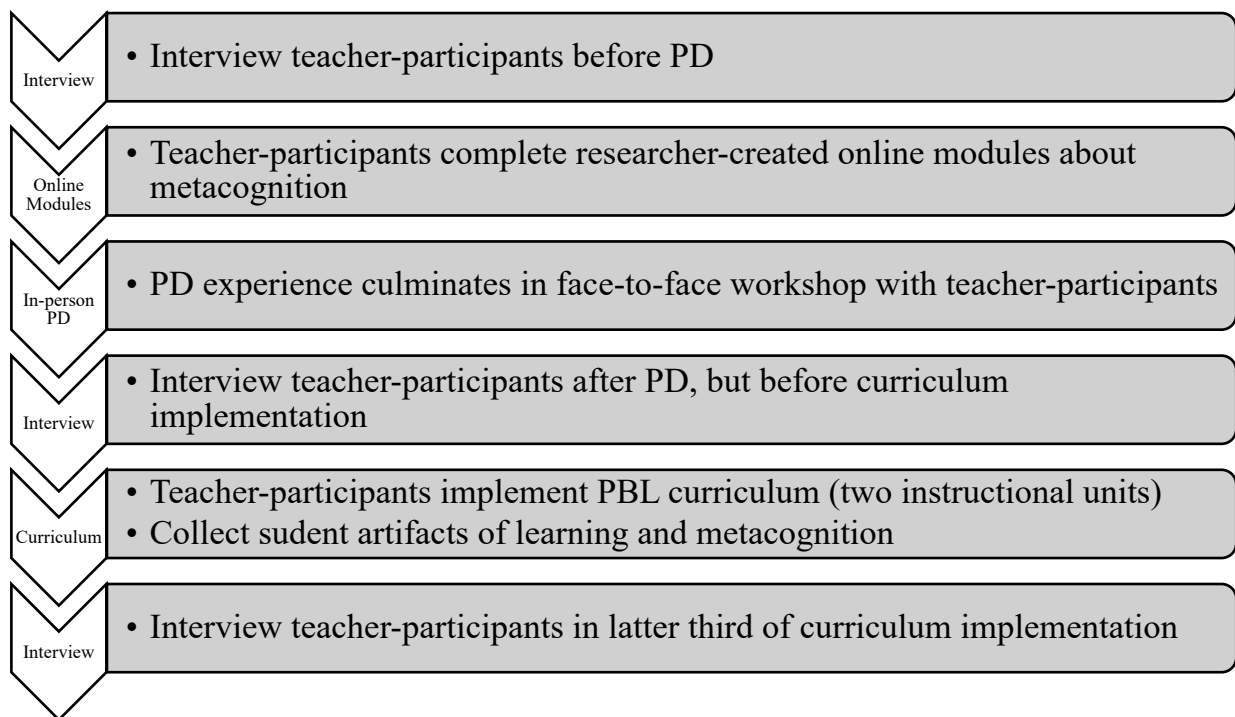 Interview
• Interview teacher-participants before PD
Online
Modules
• Teacher-participants complete researcher-created online modules about
metacognition
In-person
PD
• PD experience culminates in face-to-face workshop with teacher-participants
Interview
• Interview teacher-participants after PD, but before curriculum
implementation
Curriculum
• Teacher-participants implement PBL curriculum (two instructional units)
• Collect sudent artifacts of learning and metacognition
Interview
• Interview teacher-participants in latter third of curriculum implementation